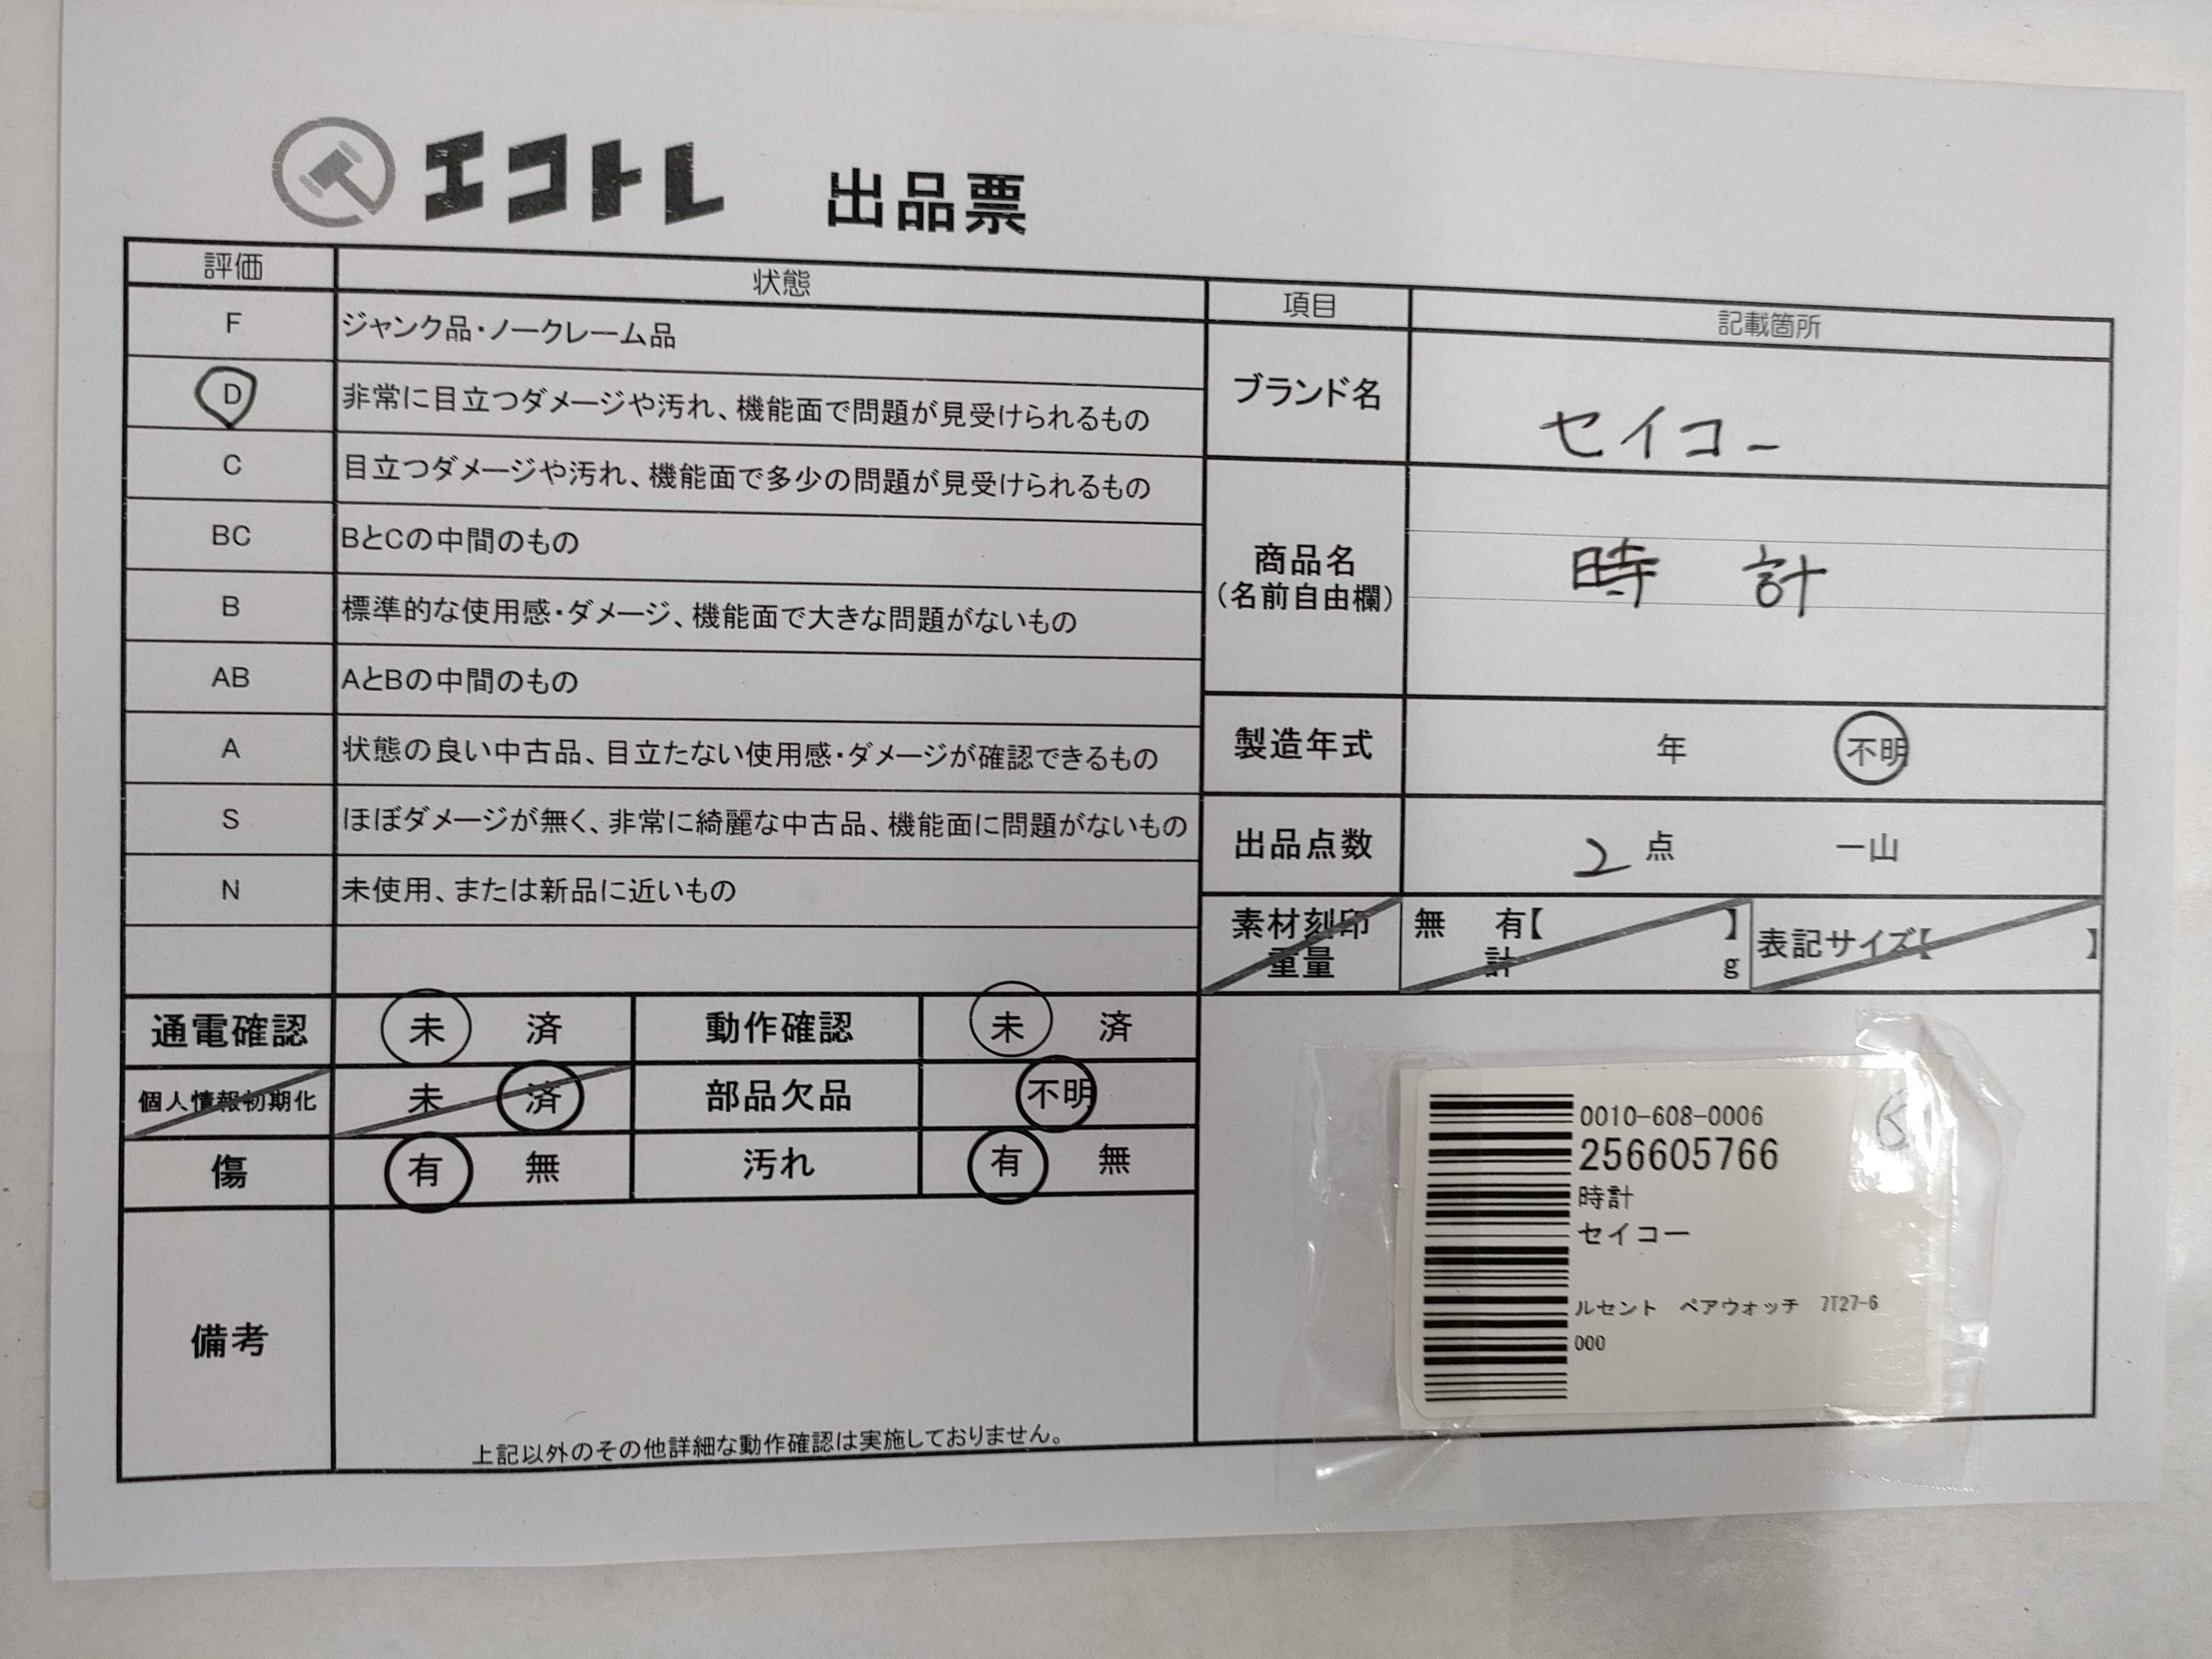 エコトレ 出品票
評価 状態
F ジャンク品・ノークレーム品
D 非常に目立つダメージや汚れ、機能面で問題が見受けられるもの
C 目立つダメージや汚れ、機能面で多少の問題が見受けられるもの
BC BとCの中間のもの
B 標準的な使用感・ダメージ、機能面で大きな問題がないもの
AB AとBの中間のもの
A 状態の良い中古品、目立たない使用感・ダメージが確認できるもの
S ほぼダメージが無く、非常に綺麗な中古品、機能面に問題がないもの
N 未使用、または新品に近いもの
項目 記載箇所
ブランド名 セイコー
商品名 時計
(名前自由欄)
製造年式 年 不明
出品点数 2 点 一山
素材刻印 無 有【 】 表記サイズ【 】
重量 計 g
通電確認 未 済 動作確認 未 済
個人情報初期化 未 済 部品欠品 不明
傷 有 無 汚れ 有 無
備考
上記以外のその他詳細な動作確認は実施しておりません。
0010-608-0006
256605766
時計
セイコー
ルセント ペアウォッチ 7T27-6
000